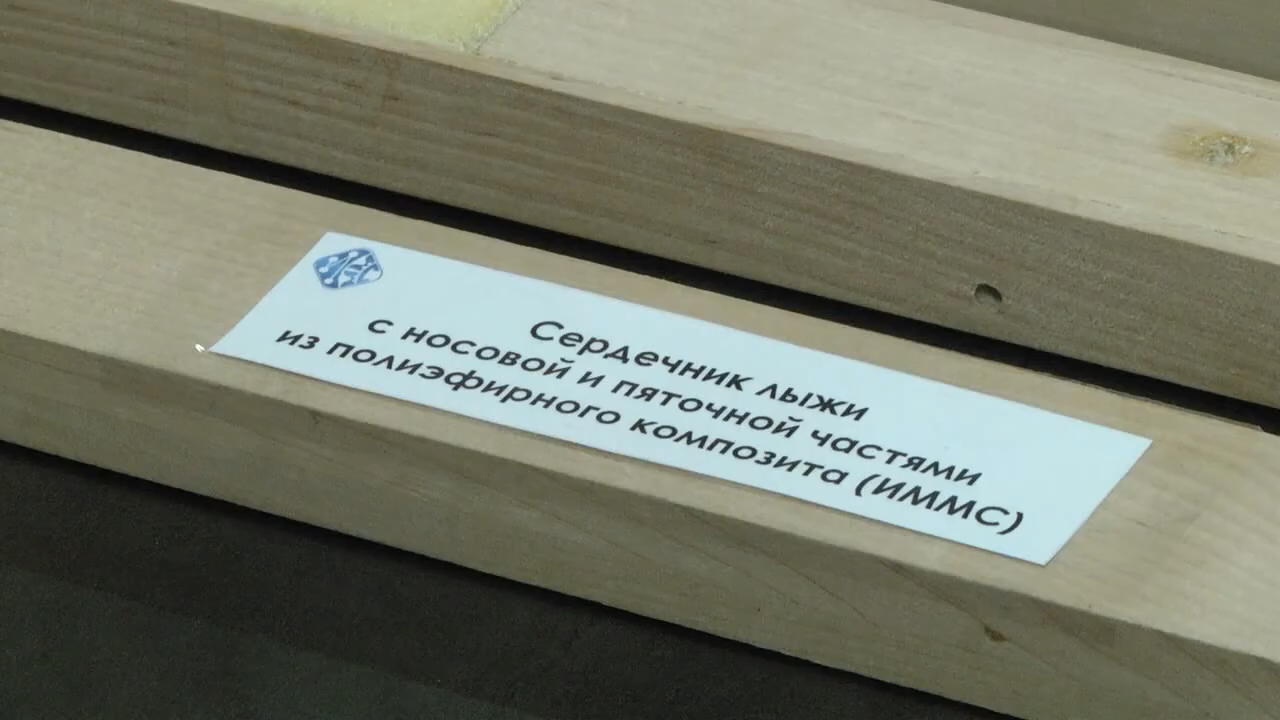 Сердечник лыжи
с носовой и пяточной частями
из полиэфирного композита (ИММС)